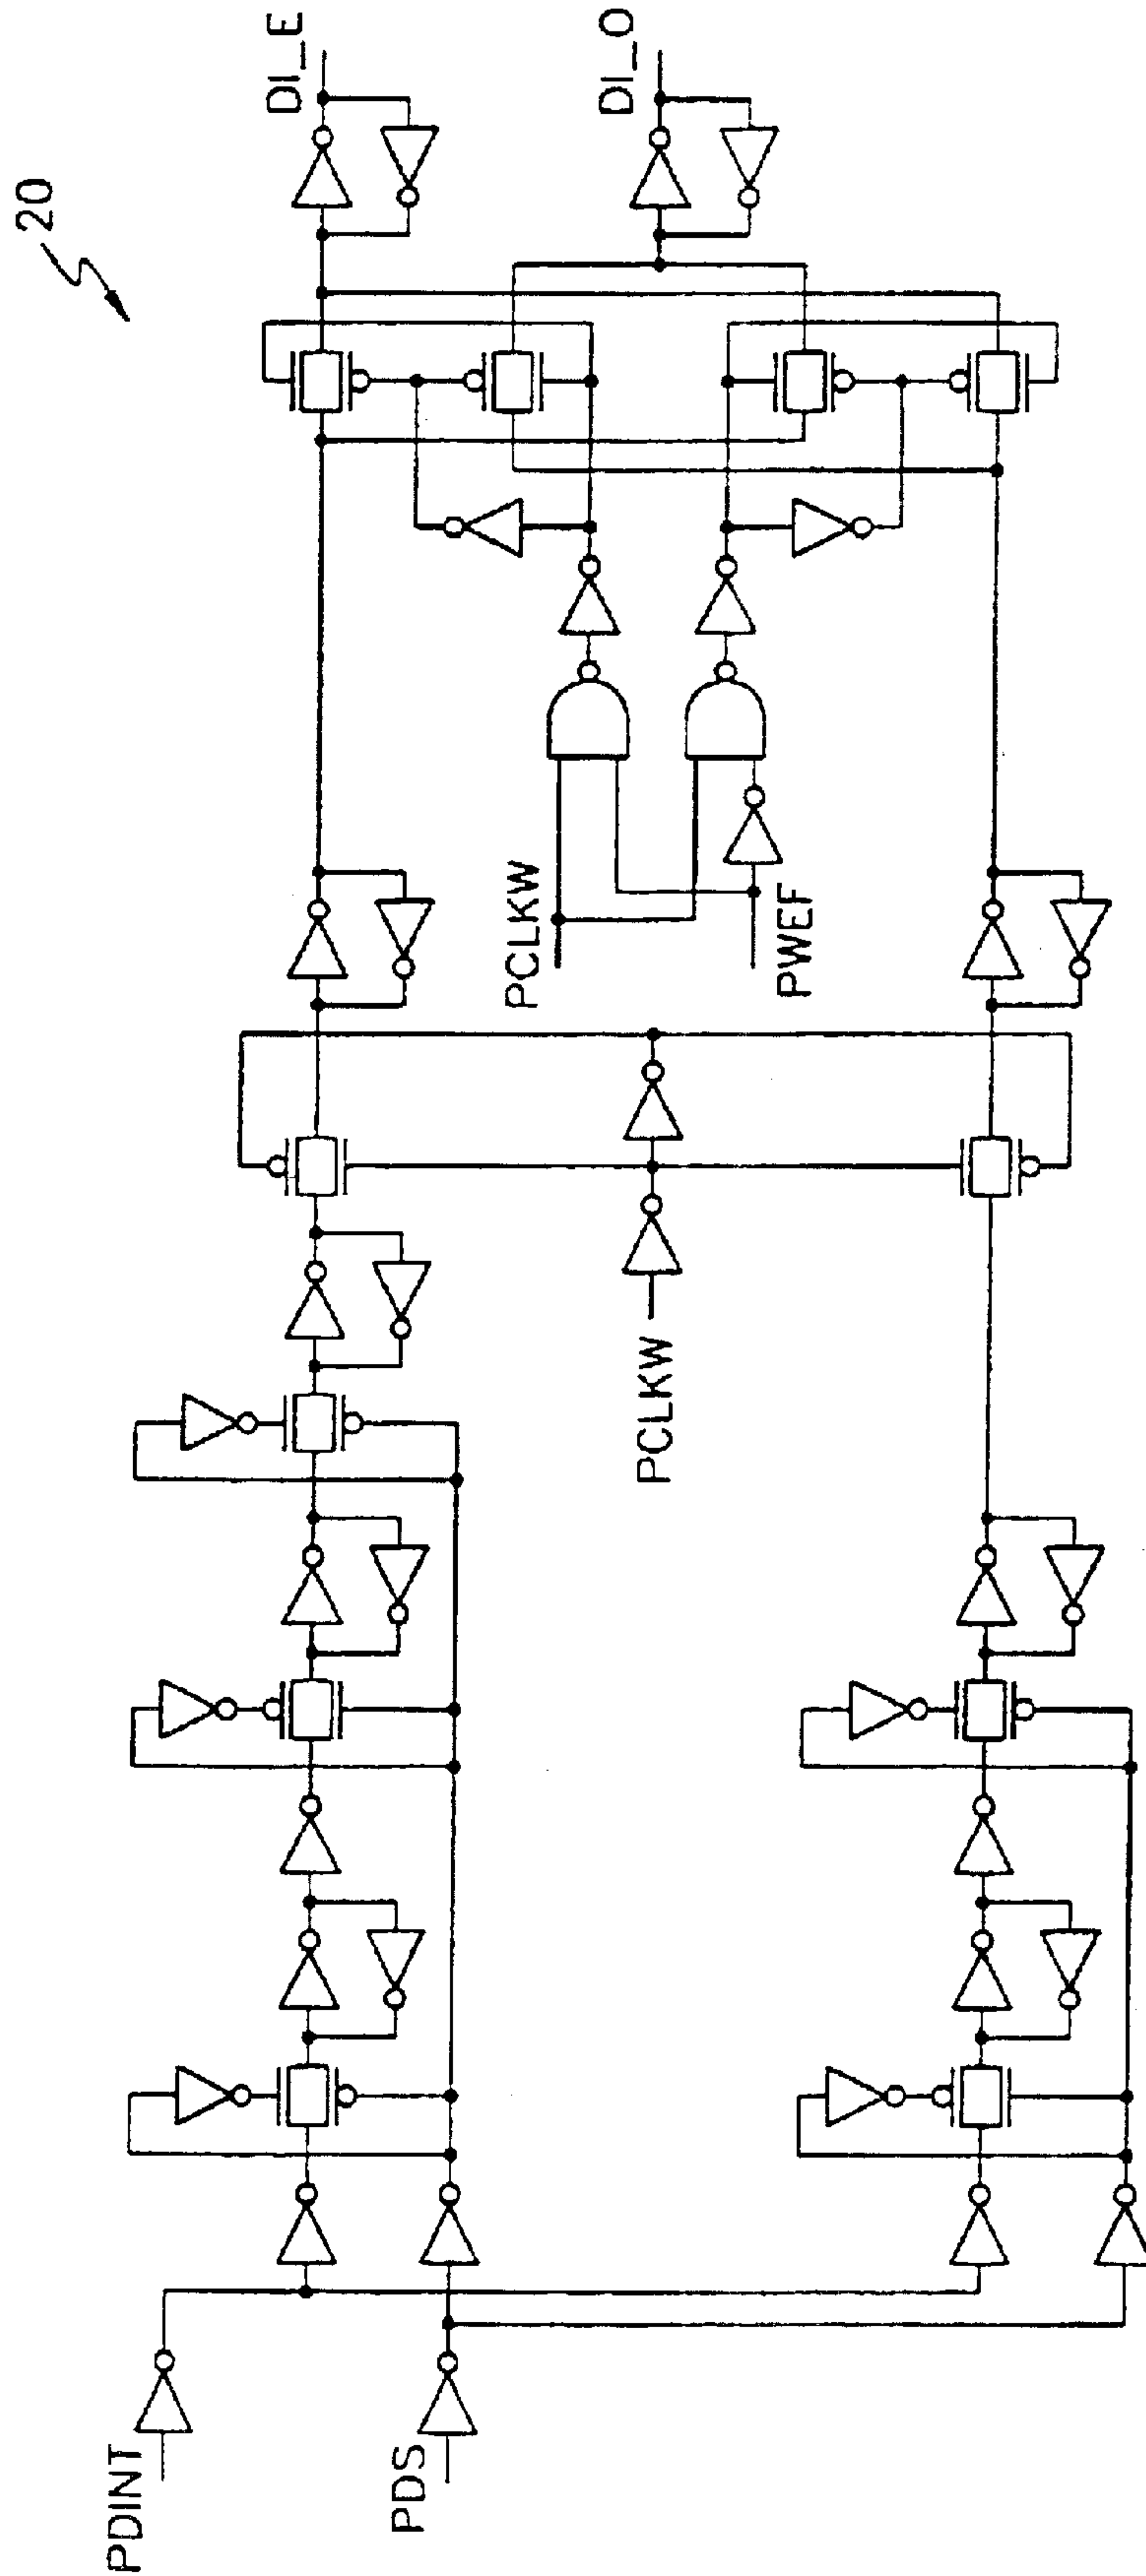 20
DI_E
DI_O
PCLKW
PWEF
PCLKW
PDINT
PDS